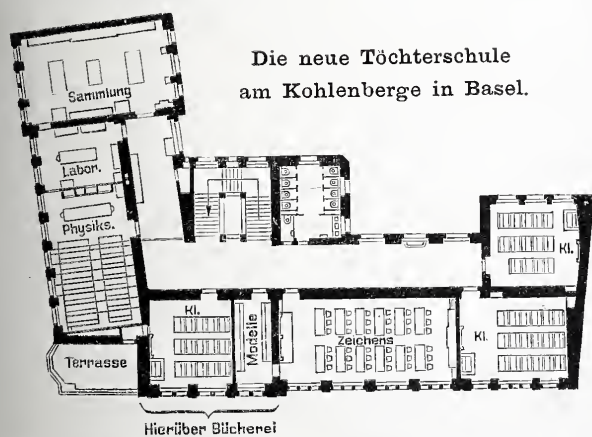 Die neue Töchterschule
am Kohlenberge in Basel.
Sammlung
Labor.
Physiks.
Kl.
Kl.
Modelle
Zeichens
Kl.
Terrasse
Hierüber Bücherei